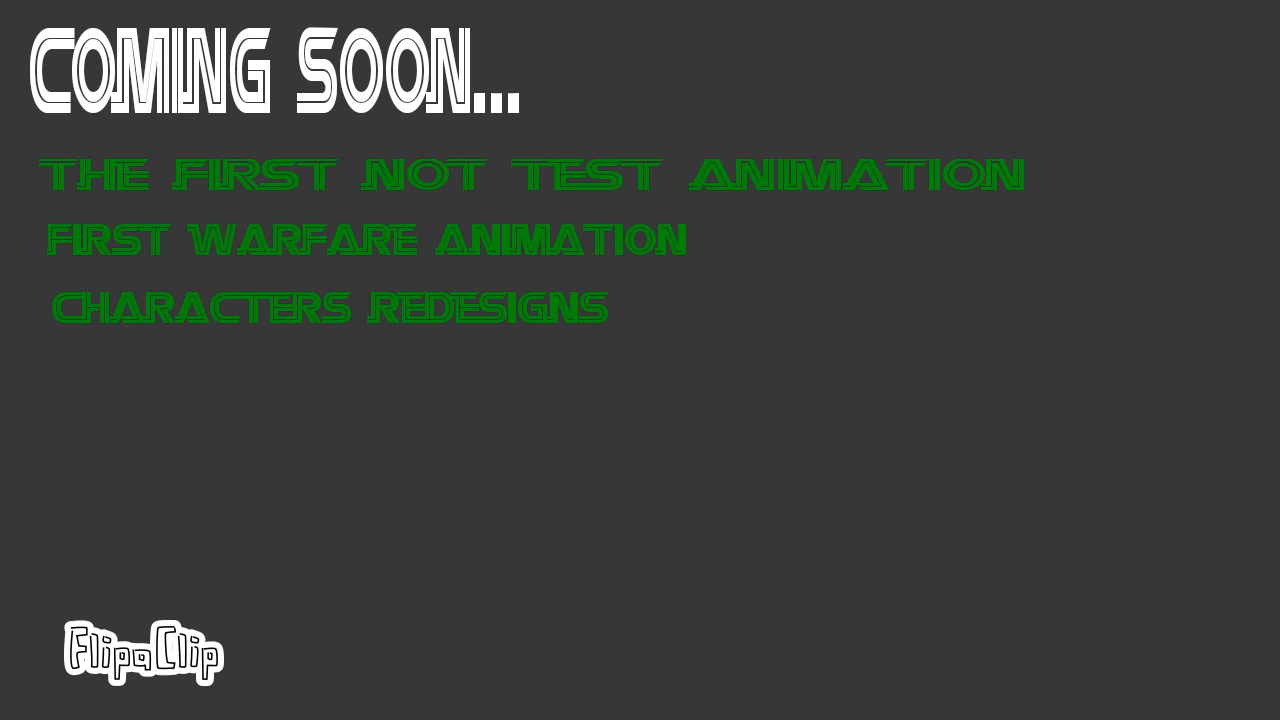 COMING SOON...
THE FIRST NOT TEST ANIMATION
FIRST WARFARE ANIMATION
CHARACTERS REDESIGNS
FlipaClip